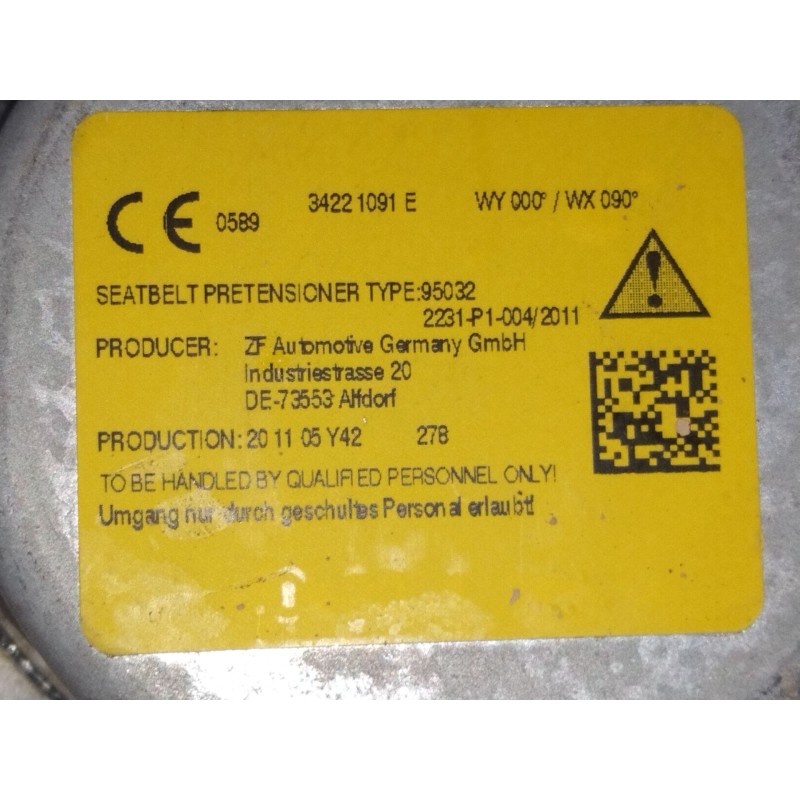 CE 0589 34221091 E WY 000° / WX 090°
SEATBELT PRETENSIONER TYPE:95032
2231-P1-004/2011
PRODUCER: ZF Automotive Germany GmbH
Industriestrasse 20
DE-73553 Alfdorf
PRODUCTION: 20 11 05 Y42 278
TO BE HANDLED BY QUALIFIED PERSONNEL ONLY!
Umgang nur durch geschultes Personal erlaubt!